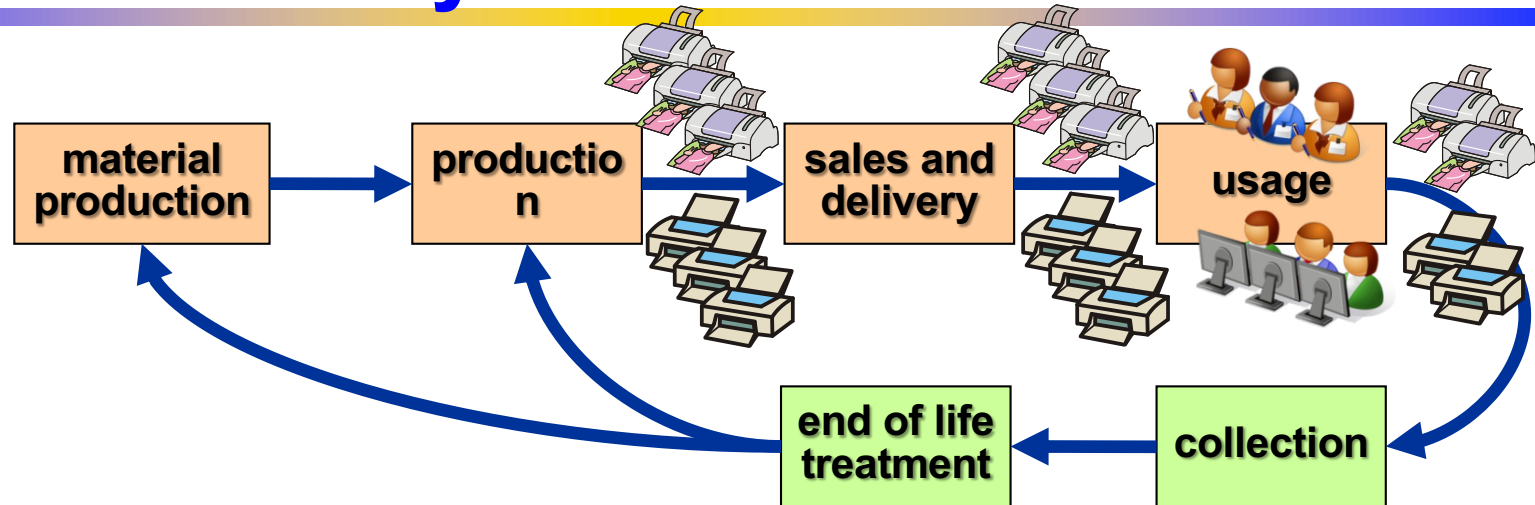 material
production
productio
n
sales and
delivery
usage
end of life
treatment
collection